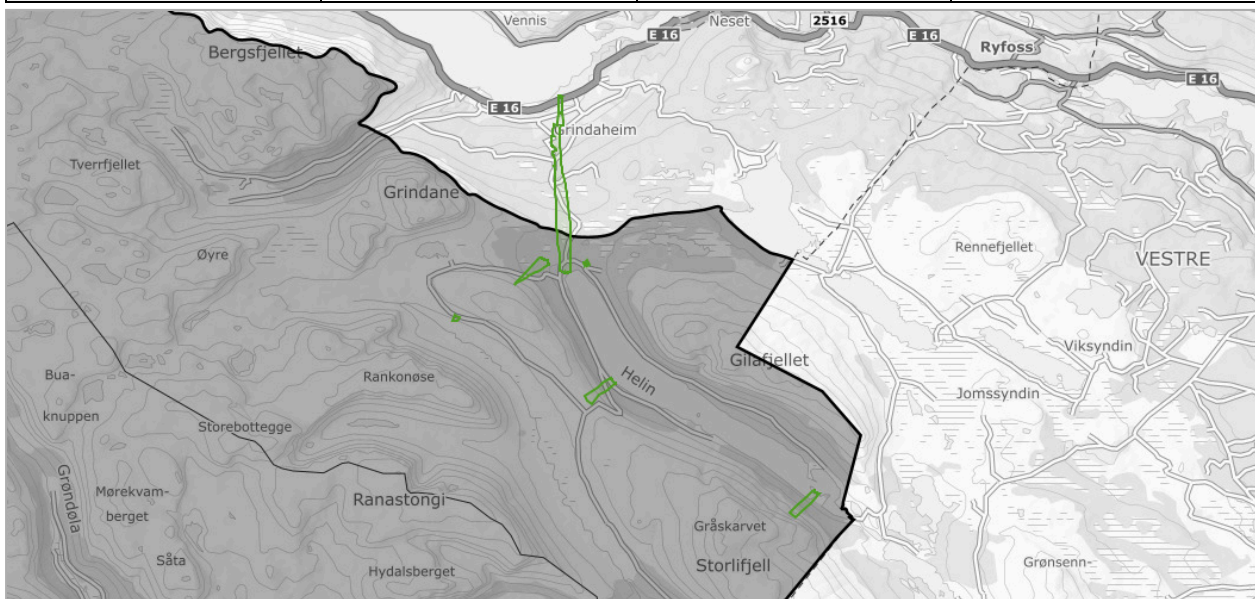 Vennis
Neset
2516
E 16
E 16
Ryfoss
Bergsfjellet
E 16
E 16
Grindaheim
Tverrfjellet
Grindane
Øyre
Rennefjellet
VESTRE
Viksyndin
Gilafjellet
Bua-
knuppen
Rankonøse
Helin
Jomssyndin
Storebottegge
Grøndøla
Mørekvam-
berget
Ranastongi
Gråskarvet
Såta
Hydalsberget
Storlifjell
Grønsenn-